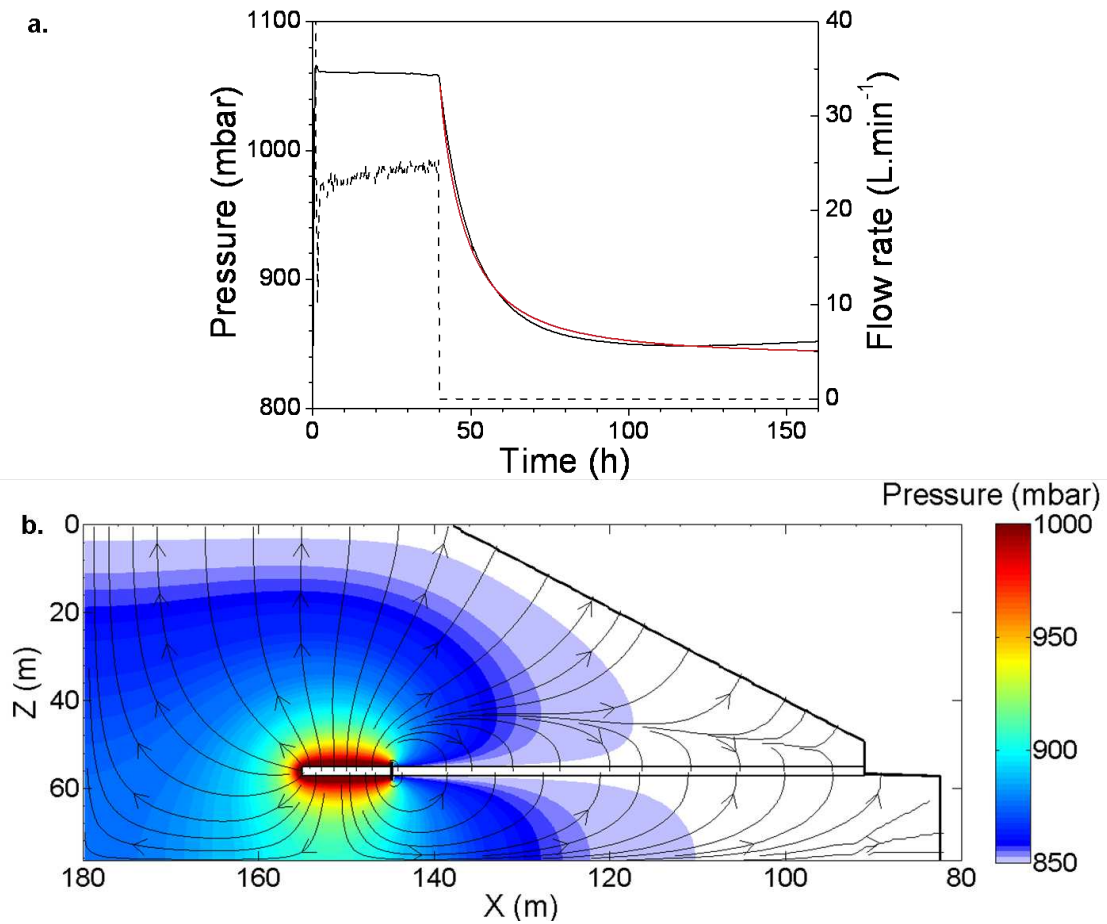 a.
1100
1000
900
800
Pressure (mbar)
40
30
20
10
0
Flow rate (L.min⁻¹)
0 50 100 150
Time (h)
Pressure (mbar)
b.
0
20
40
60
Z (m)
180 160 140 120 100 80
X (m)
1000
950
900
850